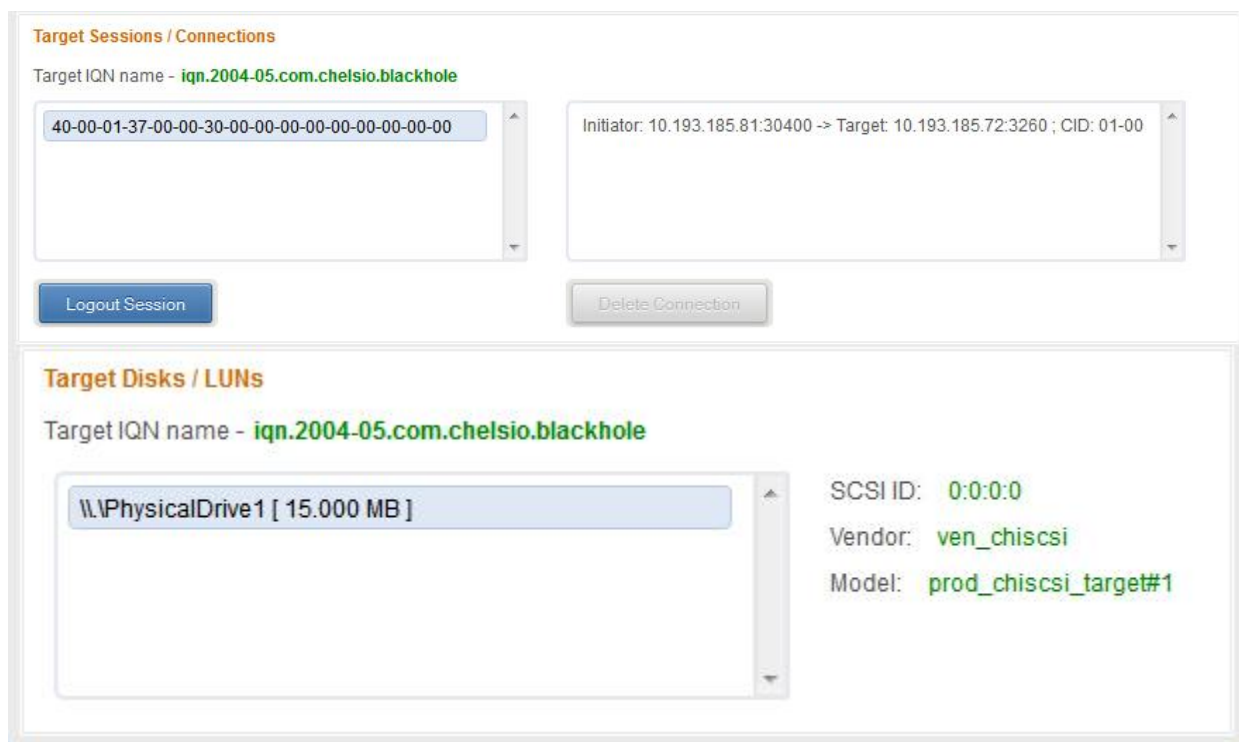 Target Sessions / Connections
Target IQN name - iqn.2004-05.com.chelsio.blackhole
40-00-01-37-00-00-30-00-00-00-00-00-00-00-00-00
Initiator: 10.193.185.81:30400 -> Target: 10.193.185.72:3260 ; CID: 01-00
Logout Session
Delete Connection
Target Disks / LUNs
Target IQN name - iqn.2004-05.com.chelsio.blackhole
\\.\PhysicalDrive1 [ 15.000 MB ]
SCSI ID: 0:0:0:0
Vendor: ven_chiscsi
Model: prod_chiscsi_target#1